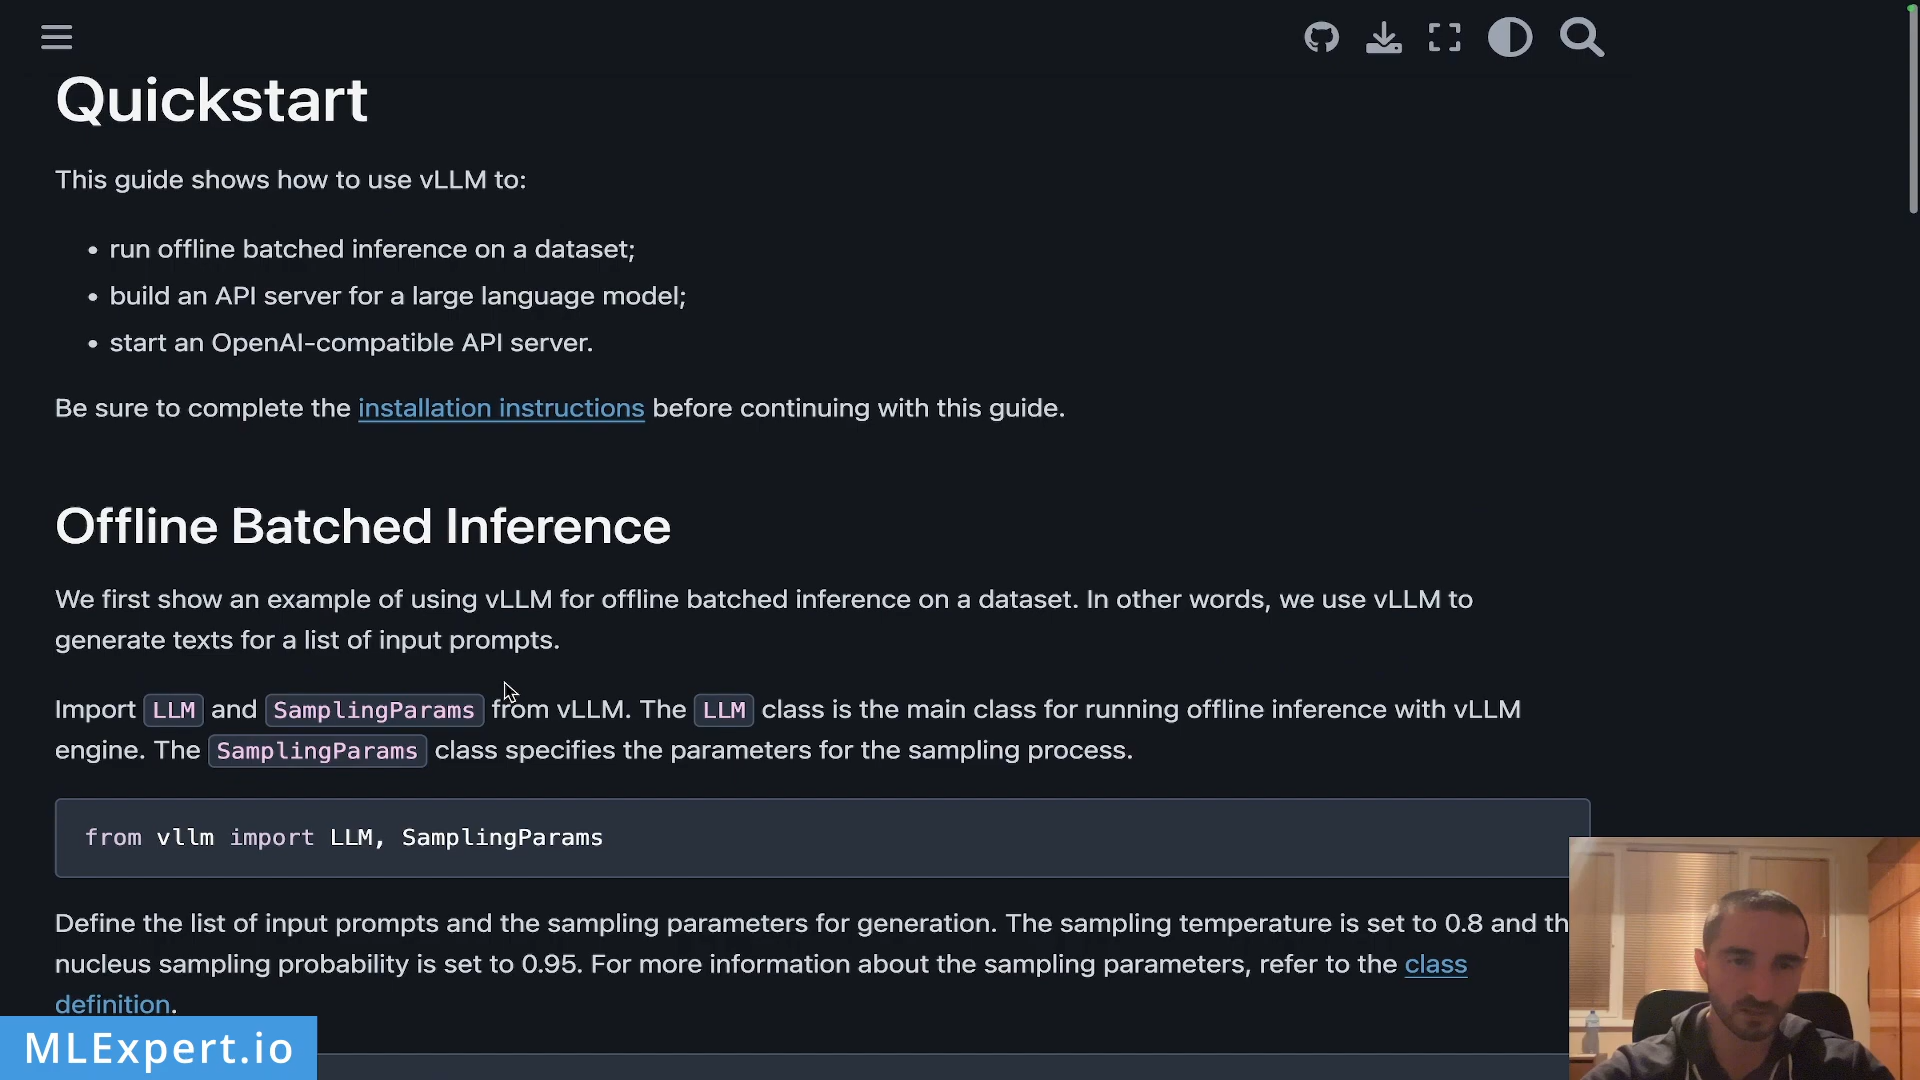 Quickstart
This guide shows how to use vLLM to:
• run offline batched inference on a dataset;
• build an API server for a large language model;
• start an OpenAI-compatible API server.
Be sure to complete the installation instructions before continuing with this guide.
Offline Batched Inference
We first show an example of using vLLM for offline batched inference on a dataset. In other words, we use vLLM to
generate texts for a list of input prompts.
Import LLM and SamplingParams from vLLM. The LLM class is the main class for running offline inference with vLLM
engine. The SamplingParams class specifies the parameters for the sampling process.
from vllm import LLM, SamplingParams
Define the list of input prompts and the sampling parameters for generation. The sampling temperature is set to 0.8 and th
nucleus sampling probability is set to 0.95. For more information about the sampling parameters, refer to the class
definition.
MLExpert.io